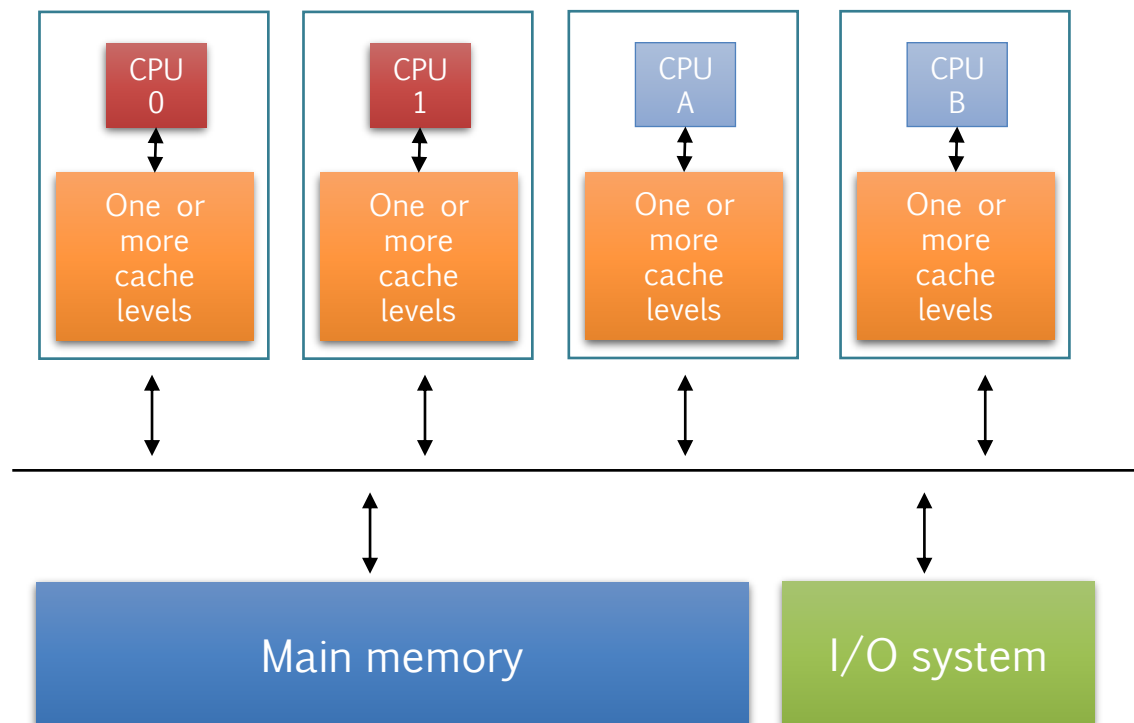 CPU
0
CPU
1
CPU
A
CPU
B
One or
more
cache
levels
One or
more
cache
levels
One or
more
cache
levels
One or
more
cache
levels
Main memory
I/O system